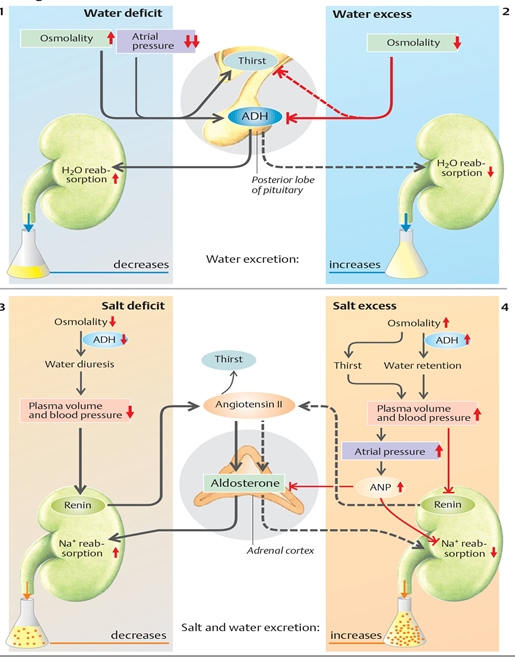 1
Water deficit
Water excess
2
Osmolality
Atrial
pressure
Osmolality
Thirst
ADH
H₂O reab-
sorption
H₂O reab-
sorption
Posterior lobe
of pituitary
decreases
Water excretion:
increases
3
Salt deficit
Salt excess
4
Osmolality
ADH
Water diuresis
Plasma volume
and blood pressure
Renin
Na⁺ reab-
sorption
Thirst
Angiotensin II
Aldosterone
Adrenal cortex
Osmolality
ADH
Thirst
Water retention
Plasma volume
and blood pressure
Atrial pressure
ANP
Renin
Na⁺ reab-
sorption
decreases
Salt and water excretion:
increases